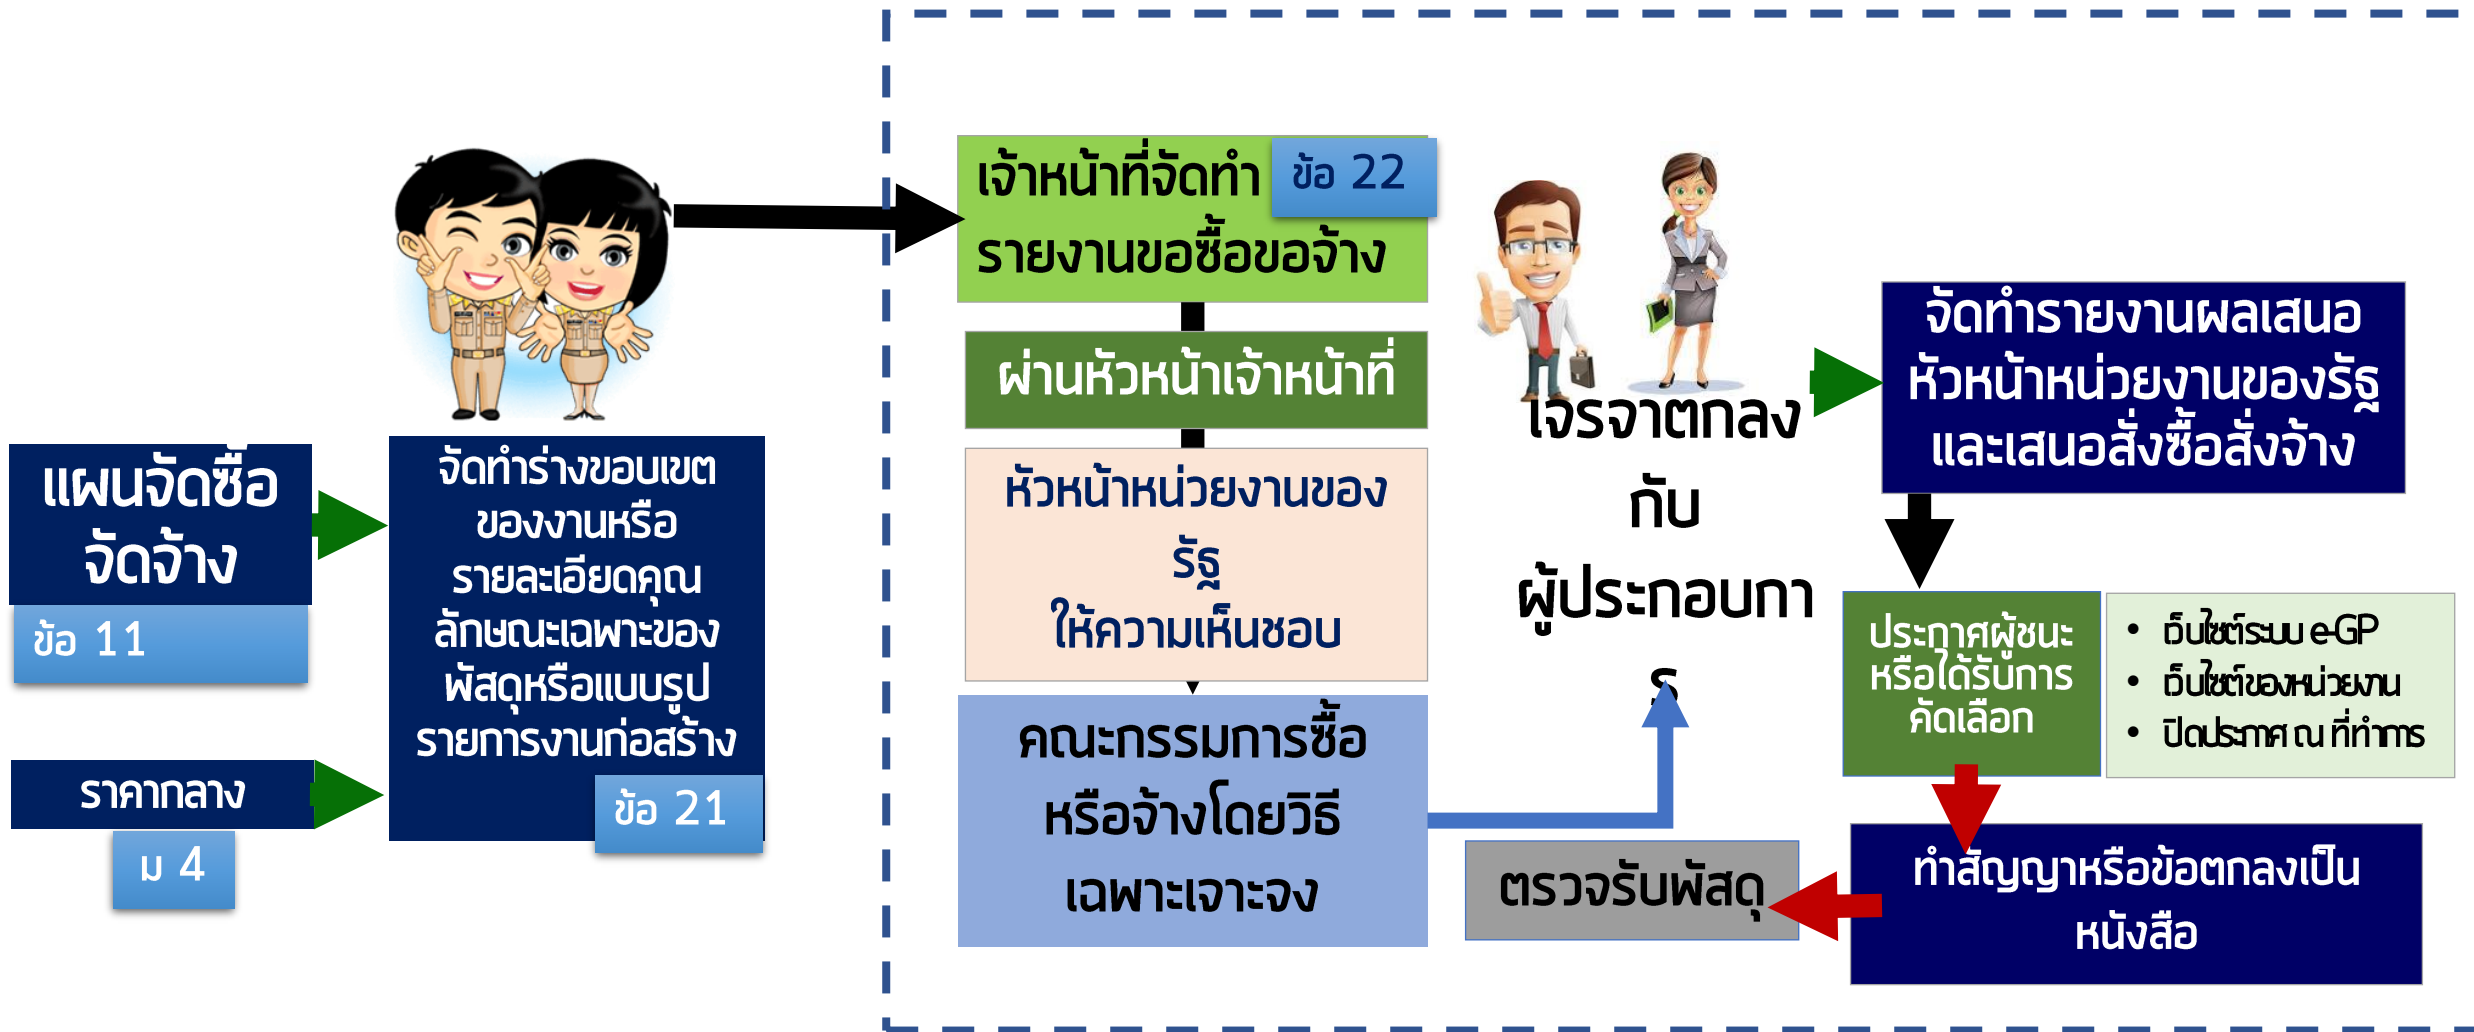 แผนจัดซื้อ
จัดจ้าง
ข้อ 11
ราคากลาง
ม 4
จัดทำร่างขอบเขต
ของงานหรือ
รายละเอียดคุณ
ลักษณะเฉพาะของ
พัสดุหรือแบบรูป
รายการงานก่อสร้าง
ข้อ 21
เจ้าหน้าที่จัดทำ
ข้อ 22
รายงานขอซื้อขอจ้าง
ผ่านหัวหน้าเจ้าหน้าที่
หัวหน้าหน่วยงานของ
รัฐ
ให้ความเห็นชอบ
คณะกรรมการซื้อ
หรือจ้างโดยวิธี
เฉพาะเจาะจง
เจรจาตกลง
กับ
ผู้ประกอบกา
ร
จัดทำรายงานผลเสนอ
หัวหน้าหน่วยงานของรัฐ
และเสนอสั่งซื้อสั่งจ้าง
ประกาศผู้ชนะ
หรือได้รับการ
คัดเลือก
• เว็บไซต์ระบบ e-GP
• เว็บไซต์ของหน่วยงาน
• ปิดประกาศ ณ ที่ทำการ
ทำสัญญาหรือข้อตกลงเป็น
หนังสือ
ตรวจรับพัสดุ